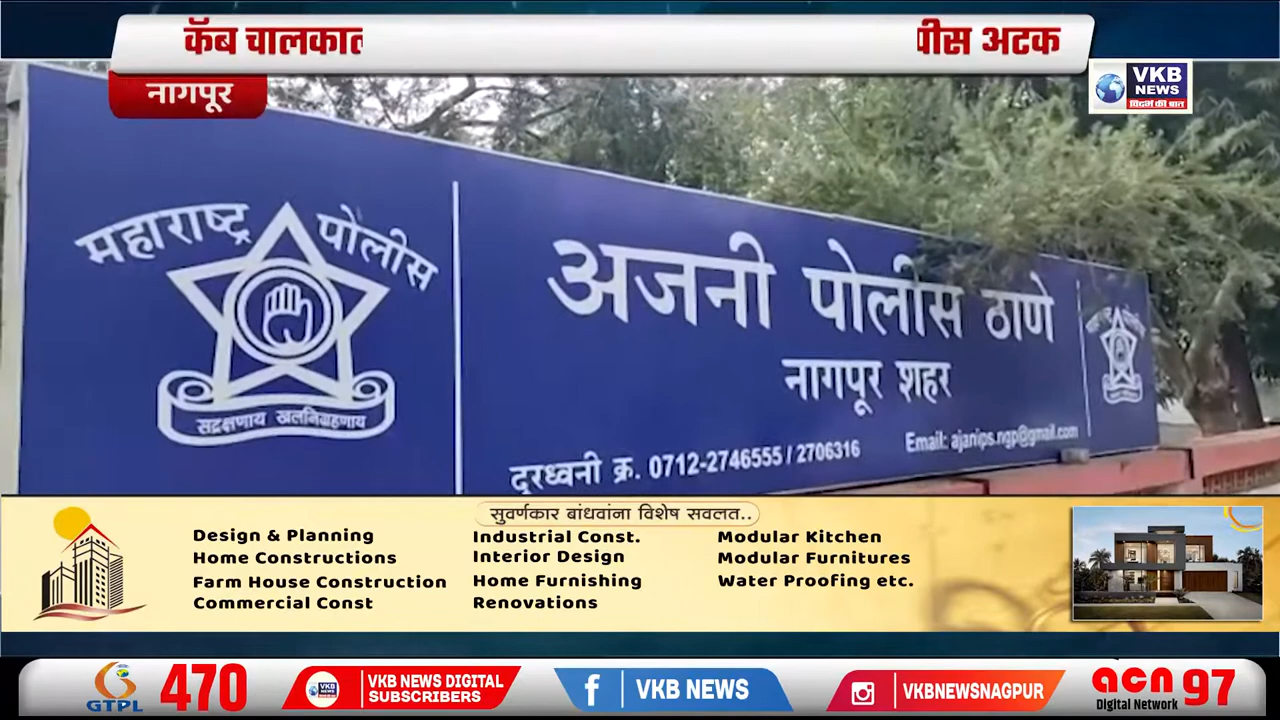 कॅब चालकाल
अटक
नागपूर
VKB
NEWS
विदर्भ की बात
महाराष्ट्र पोलीस
सद्रक्षणाय खलनिग्रहणाय
अजनी पोलीस ठाणे
नागपूर शहर
दूरध्वनी क्र. 0712-2746555 / 2706316
Email: ajanips.ngp@gmail.com
महाराष्ट्र पोलीस
सुवर्णकार बांधवांना विशेष सवलत..
Design & Planning
Home Constructions
Farm House Construction
Commercial Const
Industrial Const.
Interior Design
Home Furnishing
Renovations
Modular Kitchen
Modular Furnitures
Water Proofing etc.
GTPL 470
VKB NEWS DIGITAL
SUBSCRIBERS
VKB NEWS
VKBNEWSNAGPUR
acn 97
Digital Network